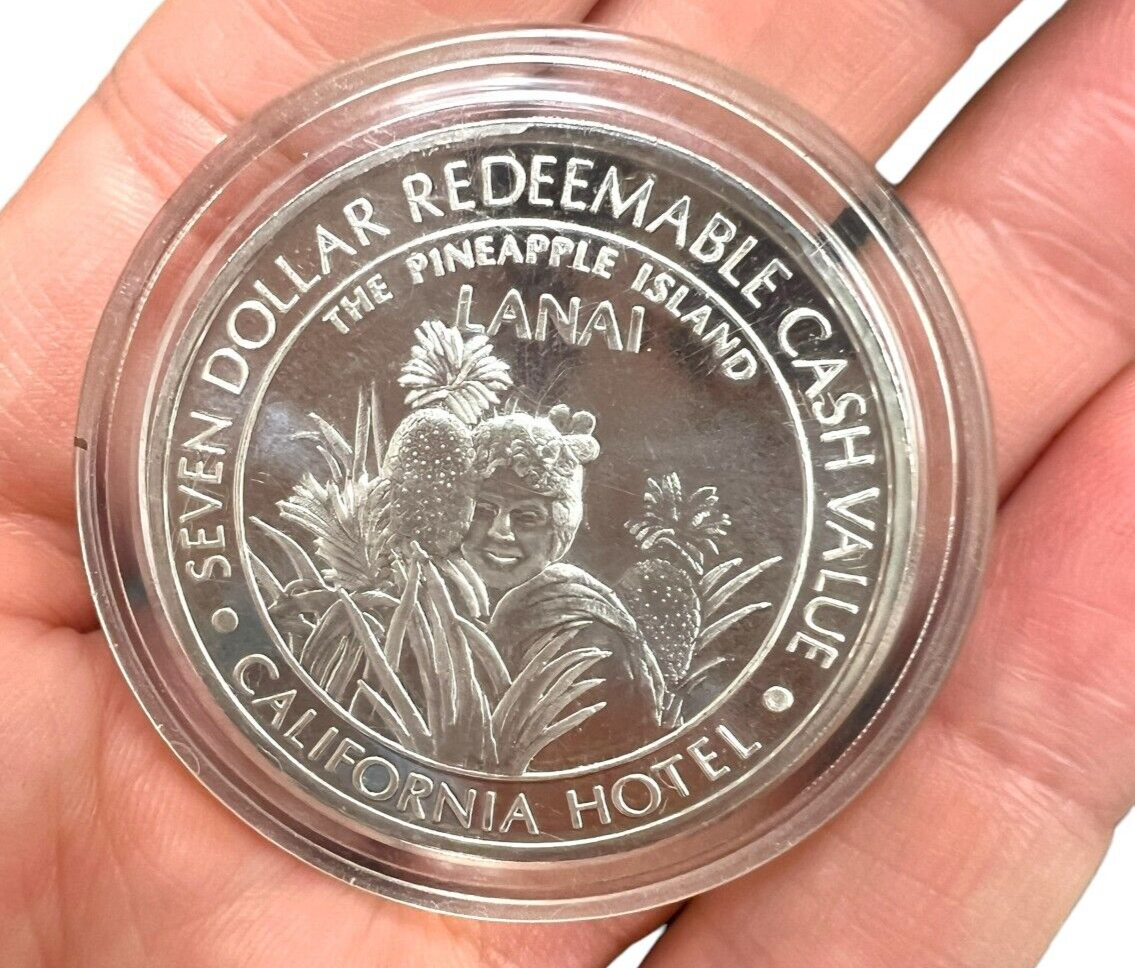 SEVEN DOLLAR REDEEMABLE CASH VALUE
THE PINEAPPLE ISLAND
LANAI
• CALIFORNIA HOTEL •